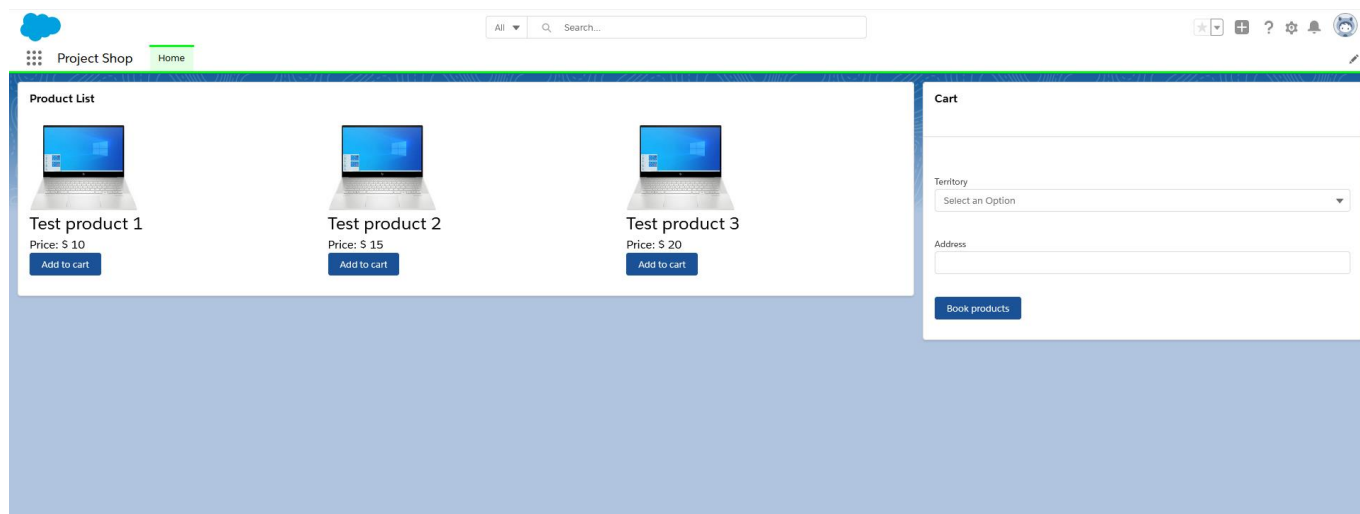 All Search...
Project Shop Home
Product List
Test product 1
Price: $ 10
Add to cart
Test product 2
Price: $ 15
Add to cart
Test product 3
Price: $ 20
Add to cart
Cart
Territory
Select an Option
Address
Book products